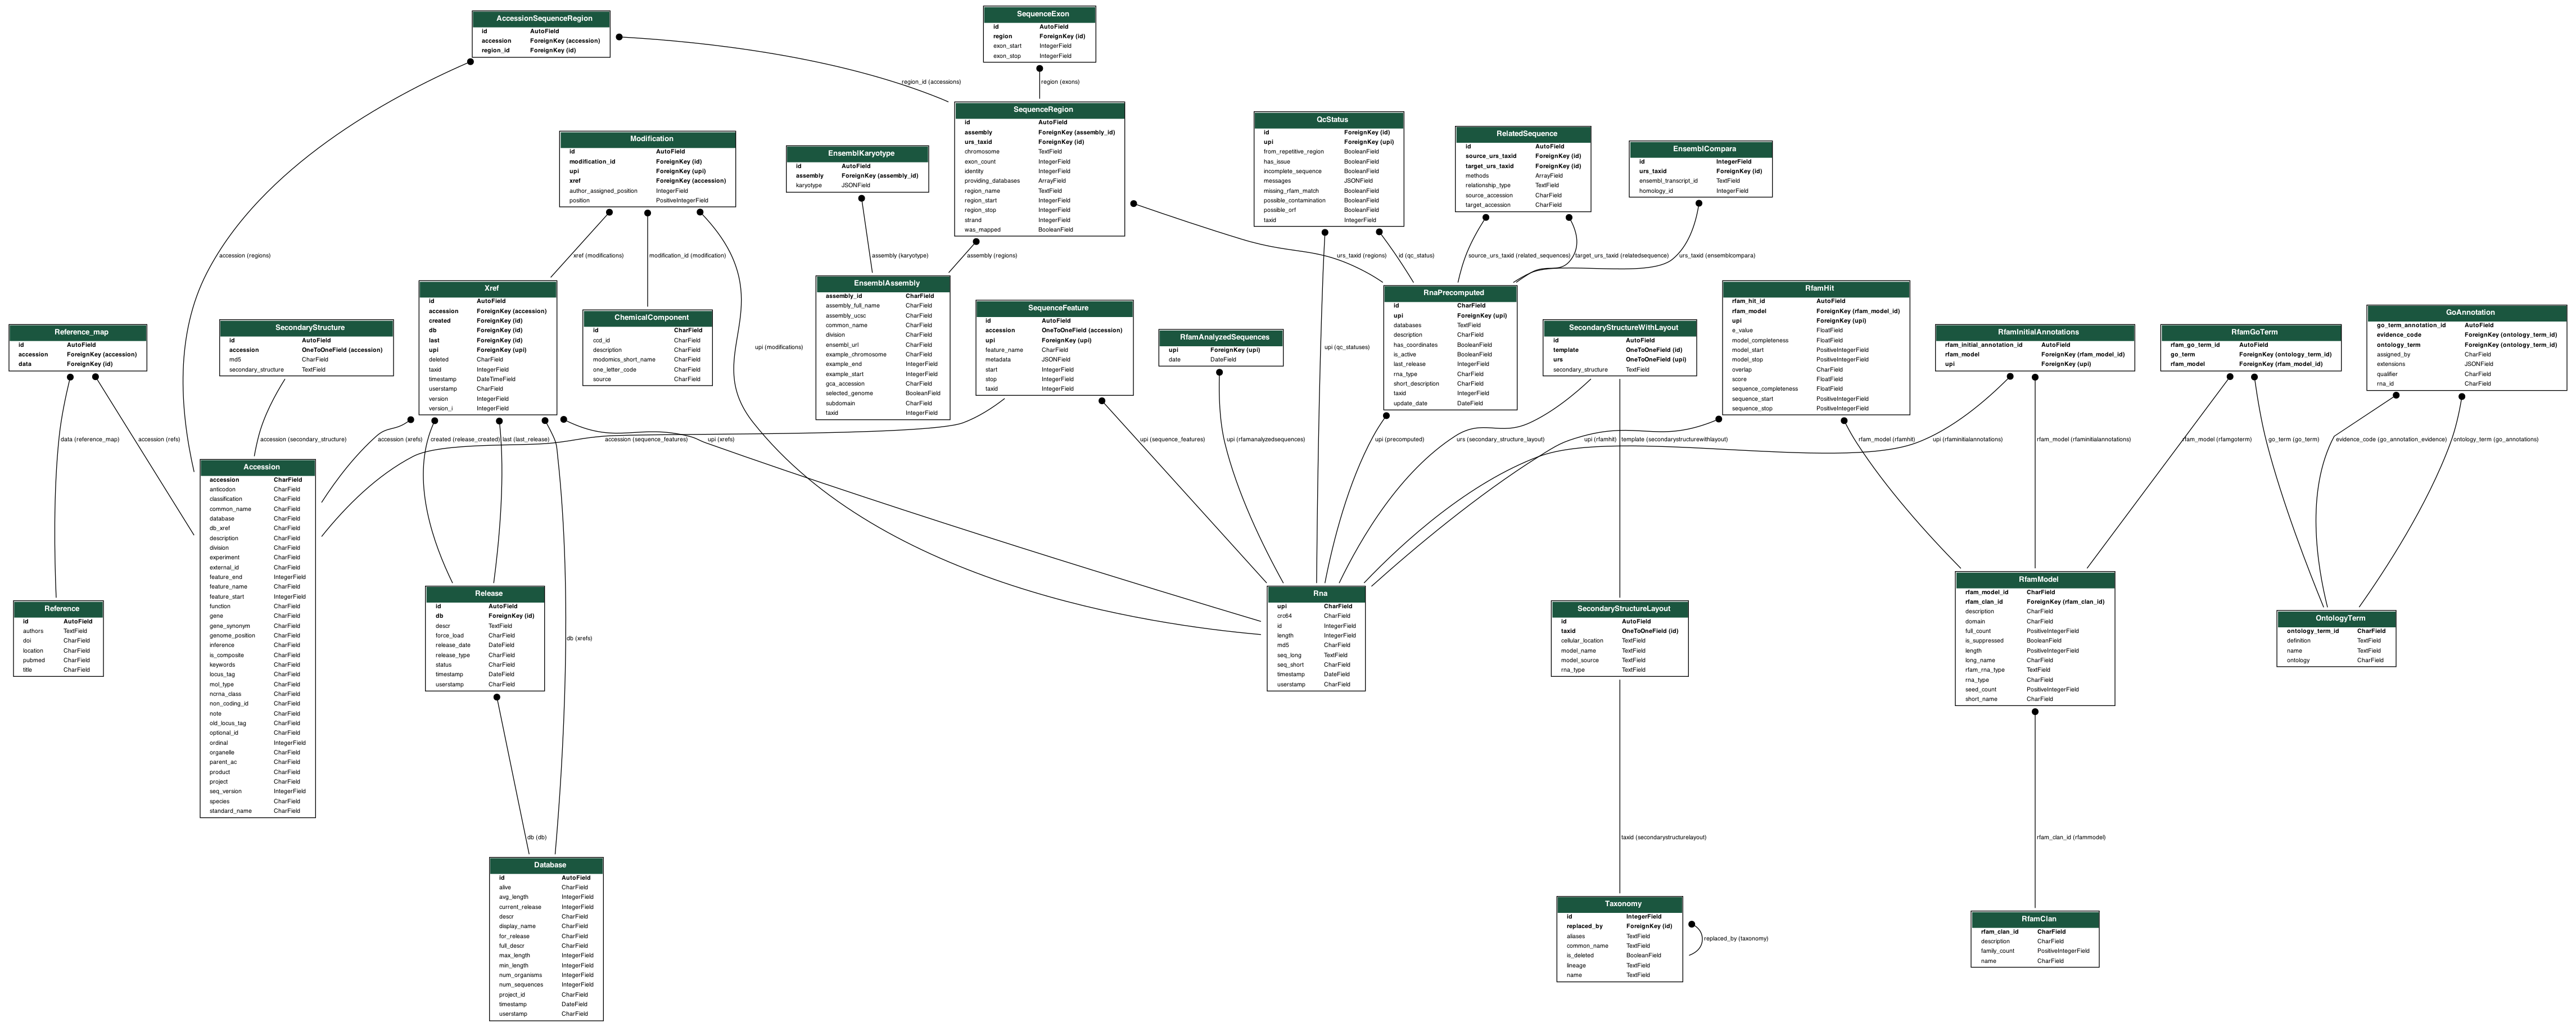 AccessionSequenceRegion
id AutoField
accession ForeignKey (accession)
region_id ForeignKey (id)
SequenceExon
id AutoField
region ForeignKey (id)
exon_start IntegerField
exon_stop IntegerField
region_id (accessions)
region (exons)
SequenceRegion
id AutoField
assembly ForeignKey (assembly_id)
urs_taxid ForeignKey (id)
chromosome TextField
exon_count IntegerField
identity IntegerField
providing_databases ArrayField
region_name TextField
region_start IntegerField
region_stop IntegerField
strand IntegerField
was_mapped BooleanField
Modification
id AutoField
modification_id ForeignKey (id)
upi ForeignKey (upi)
xref ForeignKey (accession)
author_assigned_position IntegerField
position PositiveIntegerField
EnsemblKaryotype
id AutoField
assembly ForeignKey (assembly_id)
karyotype JSONField
QcStatus
id ForeignKey (id)
upi ForeignKey (upi)
from_repetitive_region BooleanField
has_issue BooleanField
incomplete_sequence BooleanField
messages JSONField
missing_rfam_match BooleanField
possible_contamination BooleanField
possible_orf BooleanField
taxid IntegerField
RelatedSequence
id AutoField
source_urs_taxid ForeignKey (id)
target_urs_taxid ForeignKey (id)
methods ArrayField
relationship_type TextField
source_accession CharField
target_accession CharField
EnsemblCompara
id IntegerField
urs_taxid ForeignKey (id)
ensembl_transcript_id TextField
homology_id IntegerField
accession (regions)
xref (modifications)
modification_id (modification)
assembly (karyotype)
assembly (regions)
urs_taxid (regions)
id (qc_status)
source_urs_taxid (related_sequences)
target_urs_taxid (relatedsequence)
urs_taxid (ensemblcompara)
Reference_map
id AutoField
accession ForeignKey (accession)
data ForeignKey (id)
SecondaryStructure
id AutoField
accession OneToOneField (accession)
md5 CharField
secondary_structure TextField
Xref
id AutoField
accession ForeignKey (accession)
created ForeignKey (id)
db ForeignKey (id)
last ForeignKey (id)
upi ForeignKey (upi)
deleted CharField
taxid IntegerField
timestamp DateTimeField
userstamp CharField
version IntegerField
version_i IntegerField
ChemicalComponent
id CharField
ccd_id CharField
description CharField
modomics_short_name CharField
one_letter_code CharField
source CharField
upi (modifications)
EnsemblAssembly
assembly_id CharField
assembly_full_name CharField
assembly_ucsc CharField
common_name CharField
division CharField
ensembl_url CharField
example_chromosome CharField
example_end IntegerField
example_start IntegerField
gca_accession CharField
selected_genome BooleanField
subdomain CharField
taxid IntegerField
SequenceFeature
id AutoField
accession OneToOneField (accession)
upi ForeignKey (upi)
feature_name CharField
metadata JSONField
start IntegerField
stop IntegerField
taxid IntegerField
RfamAnalyzedSequences
upi ForeignKey (upi)
date DateField
upi (qc_statuses)
RnaPrecomputed
id CharField
upi ForeignKey (upi)
databases TextField
description CharField
has_coordinates BooleanField
is_active BooleanField
last_release IntegerField
rna_type CharField
short_description CharField
taxid IntegerField
update_date DateField
SecondaryStructureWithLayout
id AutoField
template OneToOneField (id)
urs OneToOneField (upi)
secondary_structure TextField
RfamHit
rfam_hit_id AutoField
rfam_model ForeignKey (rfam_model_id)
upi ForeignKey (upi)
e_value FloatField
model_completeness FloatField
model_start PositiveIntegerField
model_stop PositiveIntegerField
overlap CharField
score FloatField
sequence_completeness FloatField
sequence_start PositiveIntegerField
sequence_stop PositiveIntegerField
RfamInitialAnnotations
rfam_initial_annotation_id AutoField
rfam_model ForeignKey (rfam_model_id)
upi ForeignKey (upi)
RfamGoTerm
rfam_go_term_id AutoField
go_term ForeignKey (ontology_term_id)
rfam_model ForeignKey (rfam_model_id)
GoAnnotation
go_term_annotation_id AutoField
evidence_code ForeignKey (ontology_term_id)
ontology_term ForeignKey (ontology_term_id)
assigned_by CharField
extensions JSONField
qualifier CharField
rna_id CharField
data (reference_map)
accession (refs)
accession (secondary_structure)
accession (xrefs)
created (release_created)
last (last_release)
accession (sequence_features)
upi (xrefs)
upi (sequence_features)
upi (rfamanalyzedsequences)
upi (precomputed)
urs (secondary_structure_layout)
upi (rfamhit)
template (secondarystructurewithlayout)
rfam_model (rfamhit)
upi (rfaminitialannotations)
rfam_model (rfaminitialannotations)
rfam_model (rfamgoterm)
go_term (go_term)
evidence_code (go_annotation_evidence)
ontology_term (go_annotations)
Accession
accession CharField
anticodon CharField
classification CharField
common_name CharField
database CharField
db_xref CharField
description CharField
division CharField
experiment CharField
external_id CharField
feature_end IntegerField
feature_name CharField
feature_start IntegerField
function CharField
gene CharField
gene_synonym CharField
genome_position CharField
inference CharField
is_composite CharField
keywords CharField
locus_tag CharField
mol_type CharField
ncrna_class CharField
non_coding_id CharField
note CharField
old_locus_tag CharField
optional_id CharField
ordinal IntegerField
organelle CharField
parent_ac CharField
product CharField
project CharField
seq_version IntegerField
species CharField
standard_name CharField
Reference
id AutoField
authors TextField
doi CharField
location CharField
pubmed CharField
title CharField
Release
id AutoField
db ForeignKey (id)
descr TextField
force_load CharField
release_date DateField
release_type CharField
status CharField
timestamp DateField
userstamp CharField
db (xrefs)
Rna
upi CharField
crc64 CharField
id IntegerField
length IntegerField
md5 CharField
seq_long TextField
seq_short CharField
timestamp DateField
userstamp CharField
SecondaryStructureLayout
id AutoField
taxid OneToOneField (id)
cellular_location TextField
model_name TextField
model_source TextField
rna_type TextField
RfamModel
rfam_model_id CharField
rfam_clan_id ForeignKey (rfam_clan_id)
description CharField
domain CharField
full_count PositiveIntegerField
is_suppressed BooleanField
length PositiveIntegerField
long_name CharField
rfam_rna_type TextField
rna_type CharField
seed_count PositiveIntegerField
short_name CharField
OntologyTerm
ontology_term_id CharField
definition TextField
name TextField
ontology CharField
db (db)
taxid (secondarystructurelayout)
rfam_clan_id (rfammodel)
Database
id AutoField
alive CharField
avg_length IntegerField
current_release IntegerField
descr CharField
display_name CharField
for_release CharField
full_descr CharField
max_length IntegerField
min_length IntegerField
num_organisms IntegerField
num_sequences IntegerField
project_id CharField
timestamp DateField
userstamp CharField
Taxonomy
id IntegerField
replaced_by ForeignKey (id)
aliases TextField
common_name TextField
is_deleted BooleanField
lineage TextField
name TextField
replaced_by (taxonomy)
RfamClan
rfam_clan_id CharField
description CharField
family_count PositiveIntegerField
name CharField